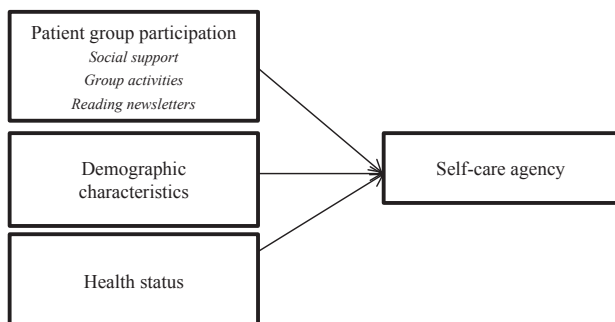 Patient group participation
Social support
Group activities
Reading newsletters
Demographic
characteristics
Self-care agency
Health status